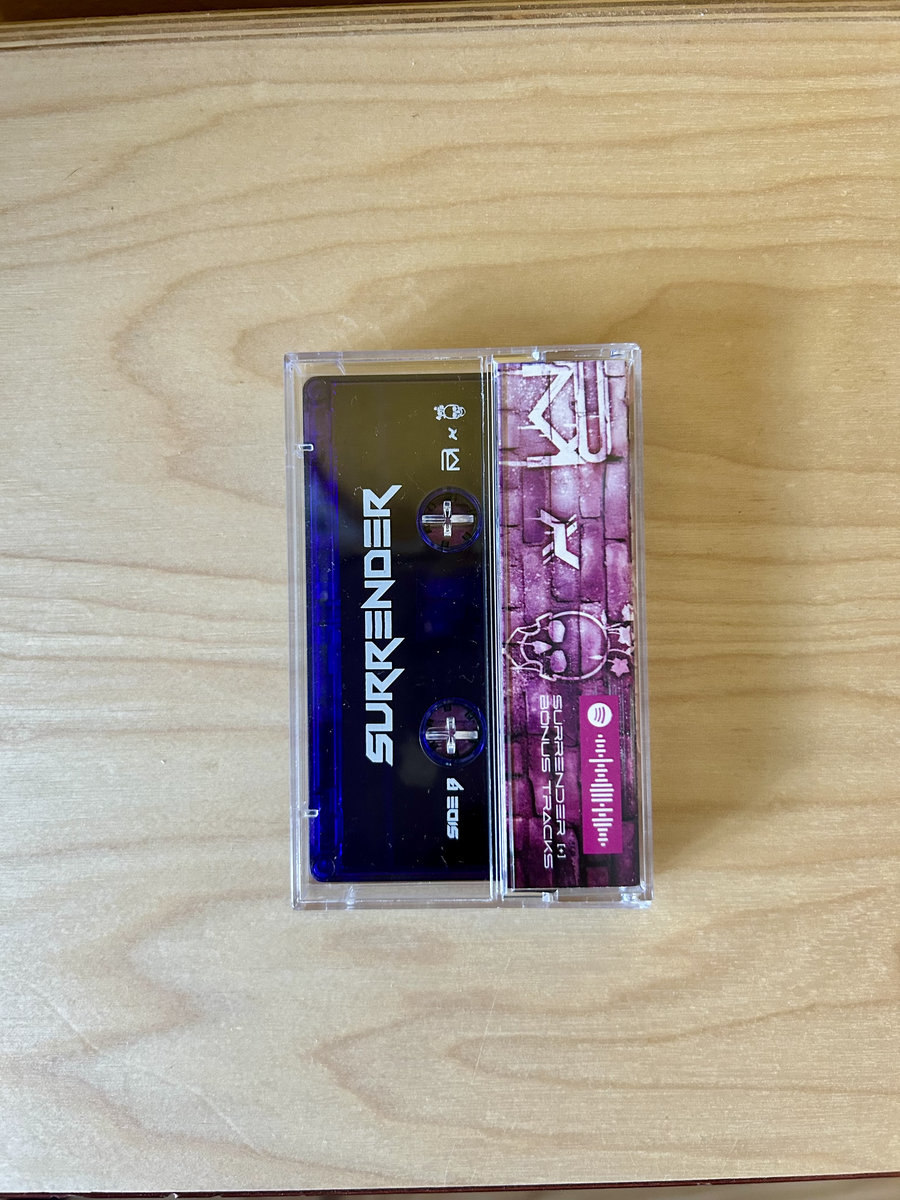 SURRENDER
SIDE B
X
SURRENDER [+]
BONUS TRACKS
X